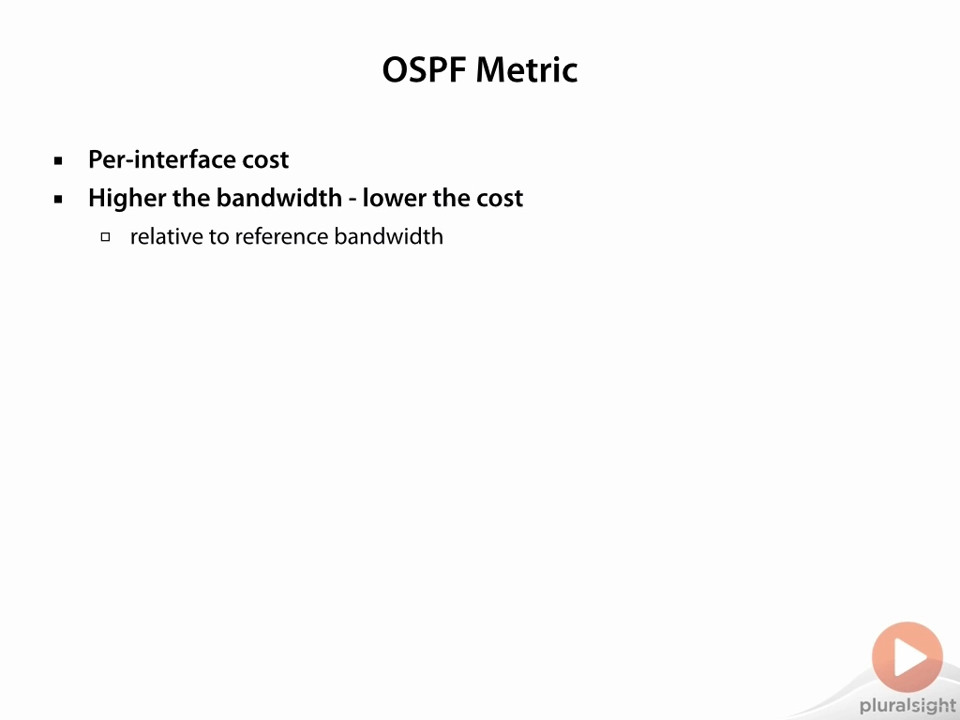 OSPF Metric
Per-interface cost
Higher the bandwidth - lower the cost
relative to reference bandwidth
pluralsight